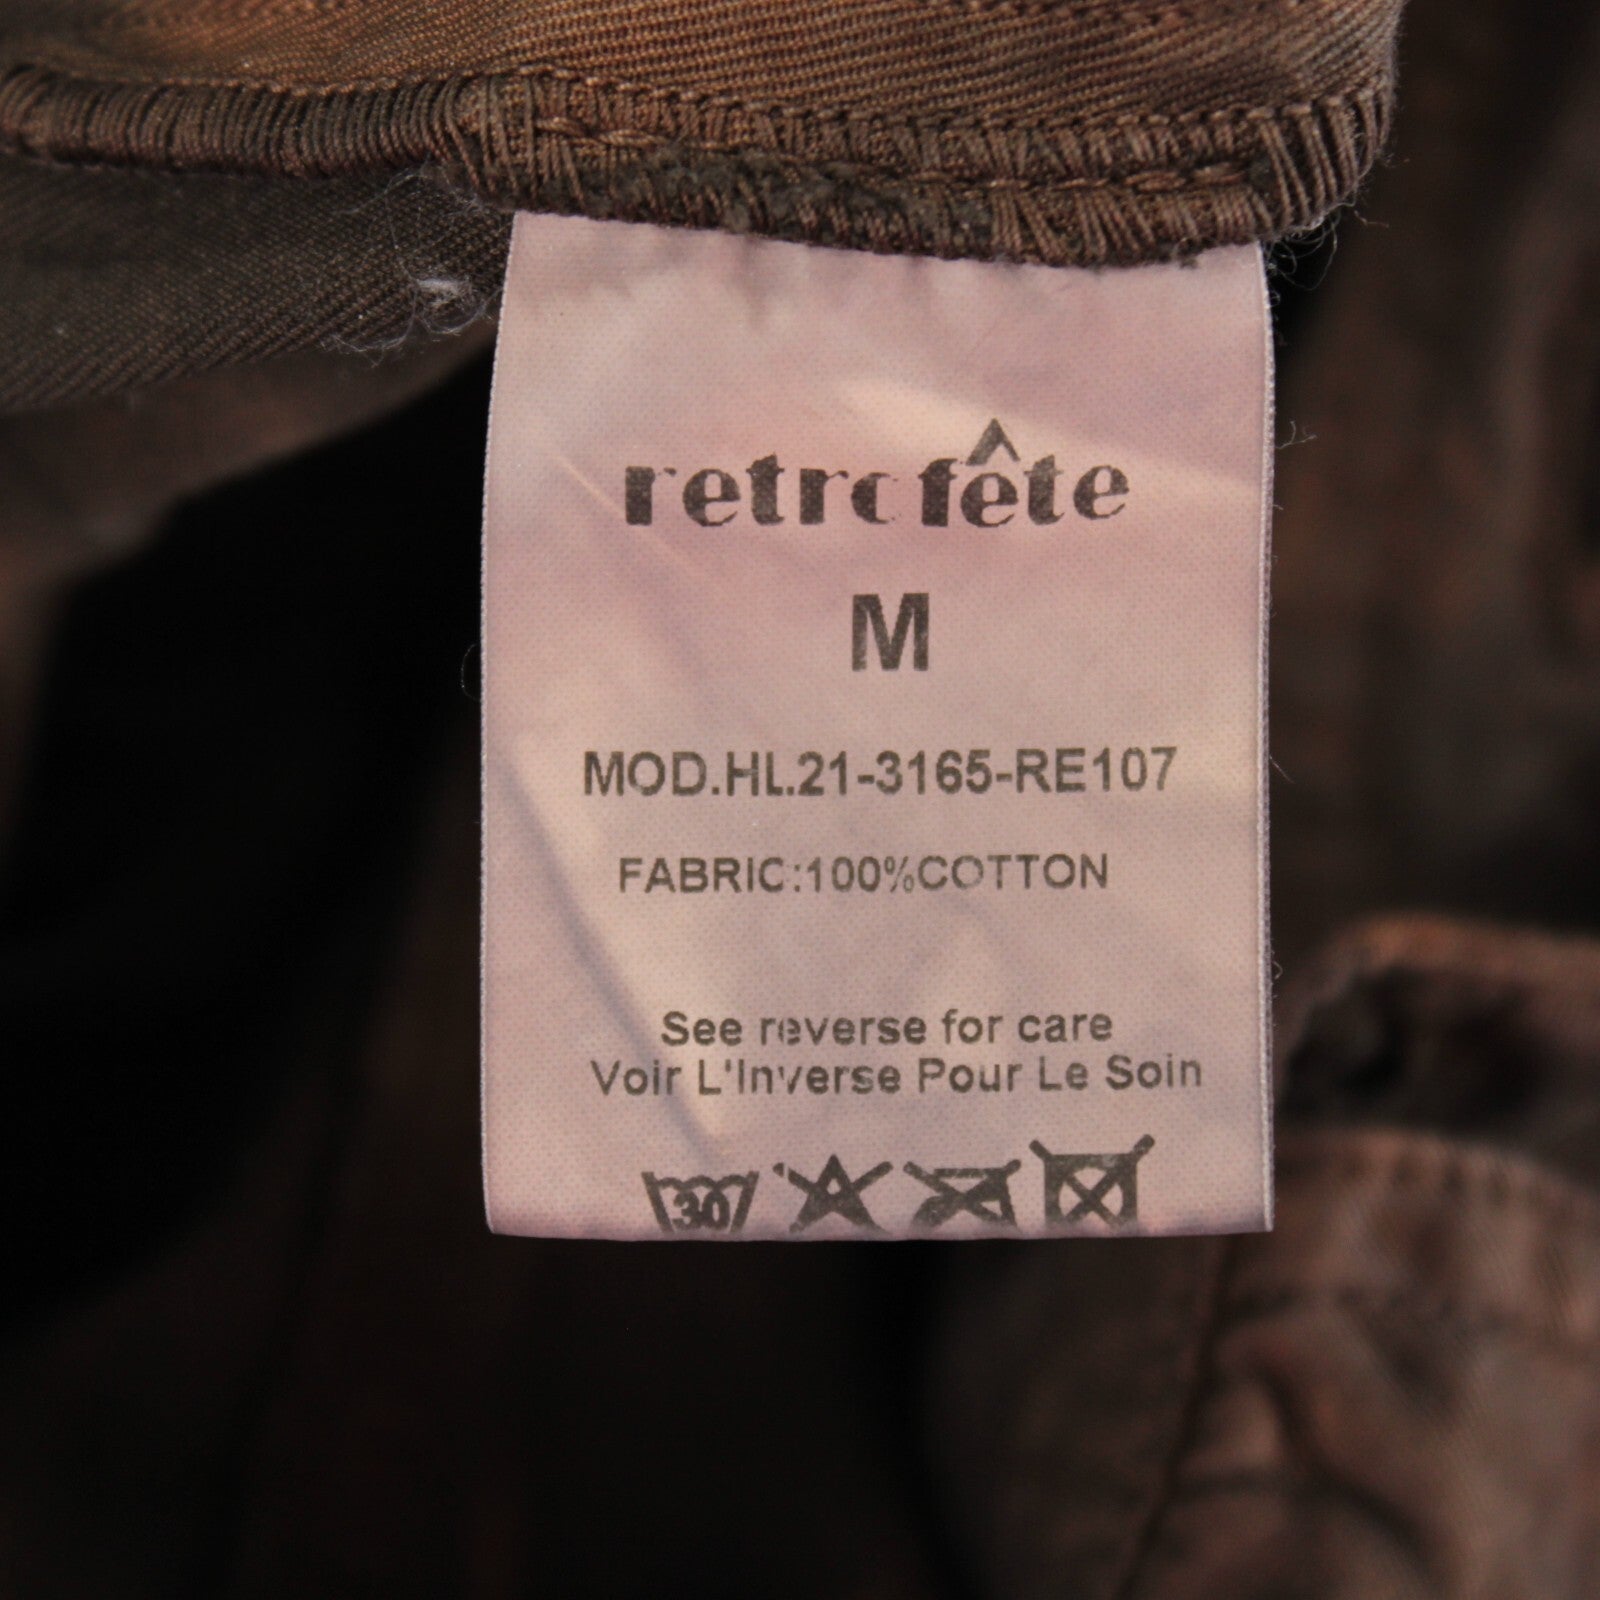 retrofête
M
MOD.HL.21-3165-RE107
FABRIC:100%COTTON
See reverse for care
Voir L'Inverse Pour Le Soin
30